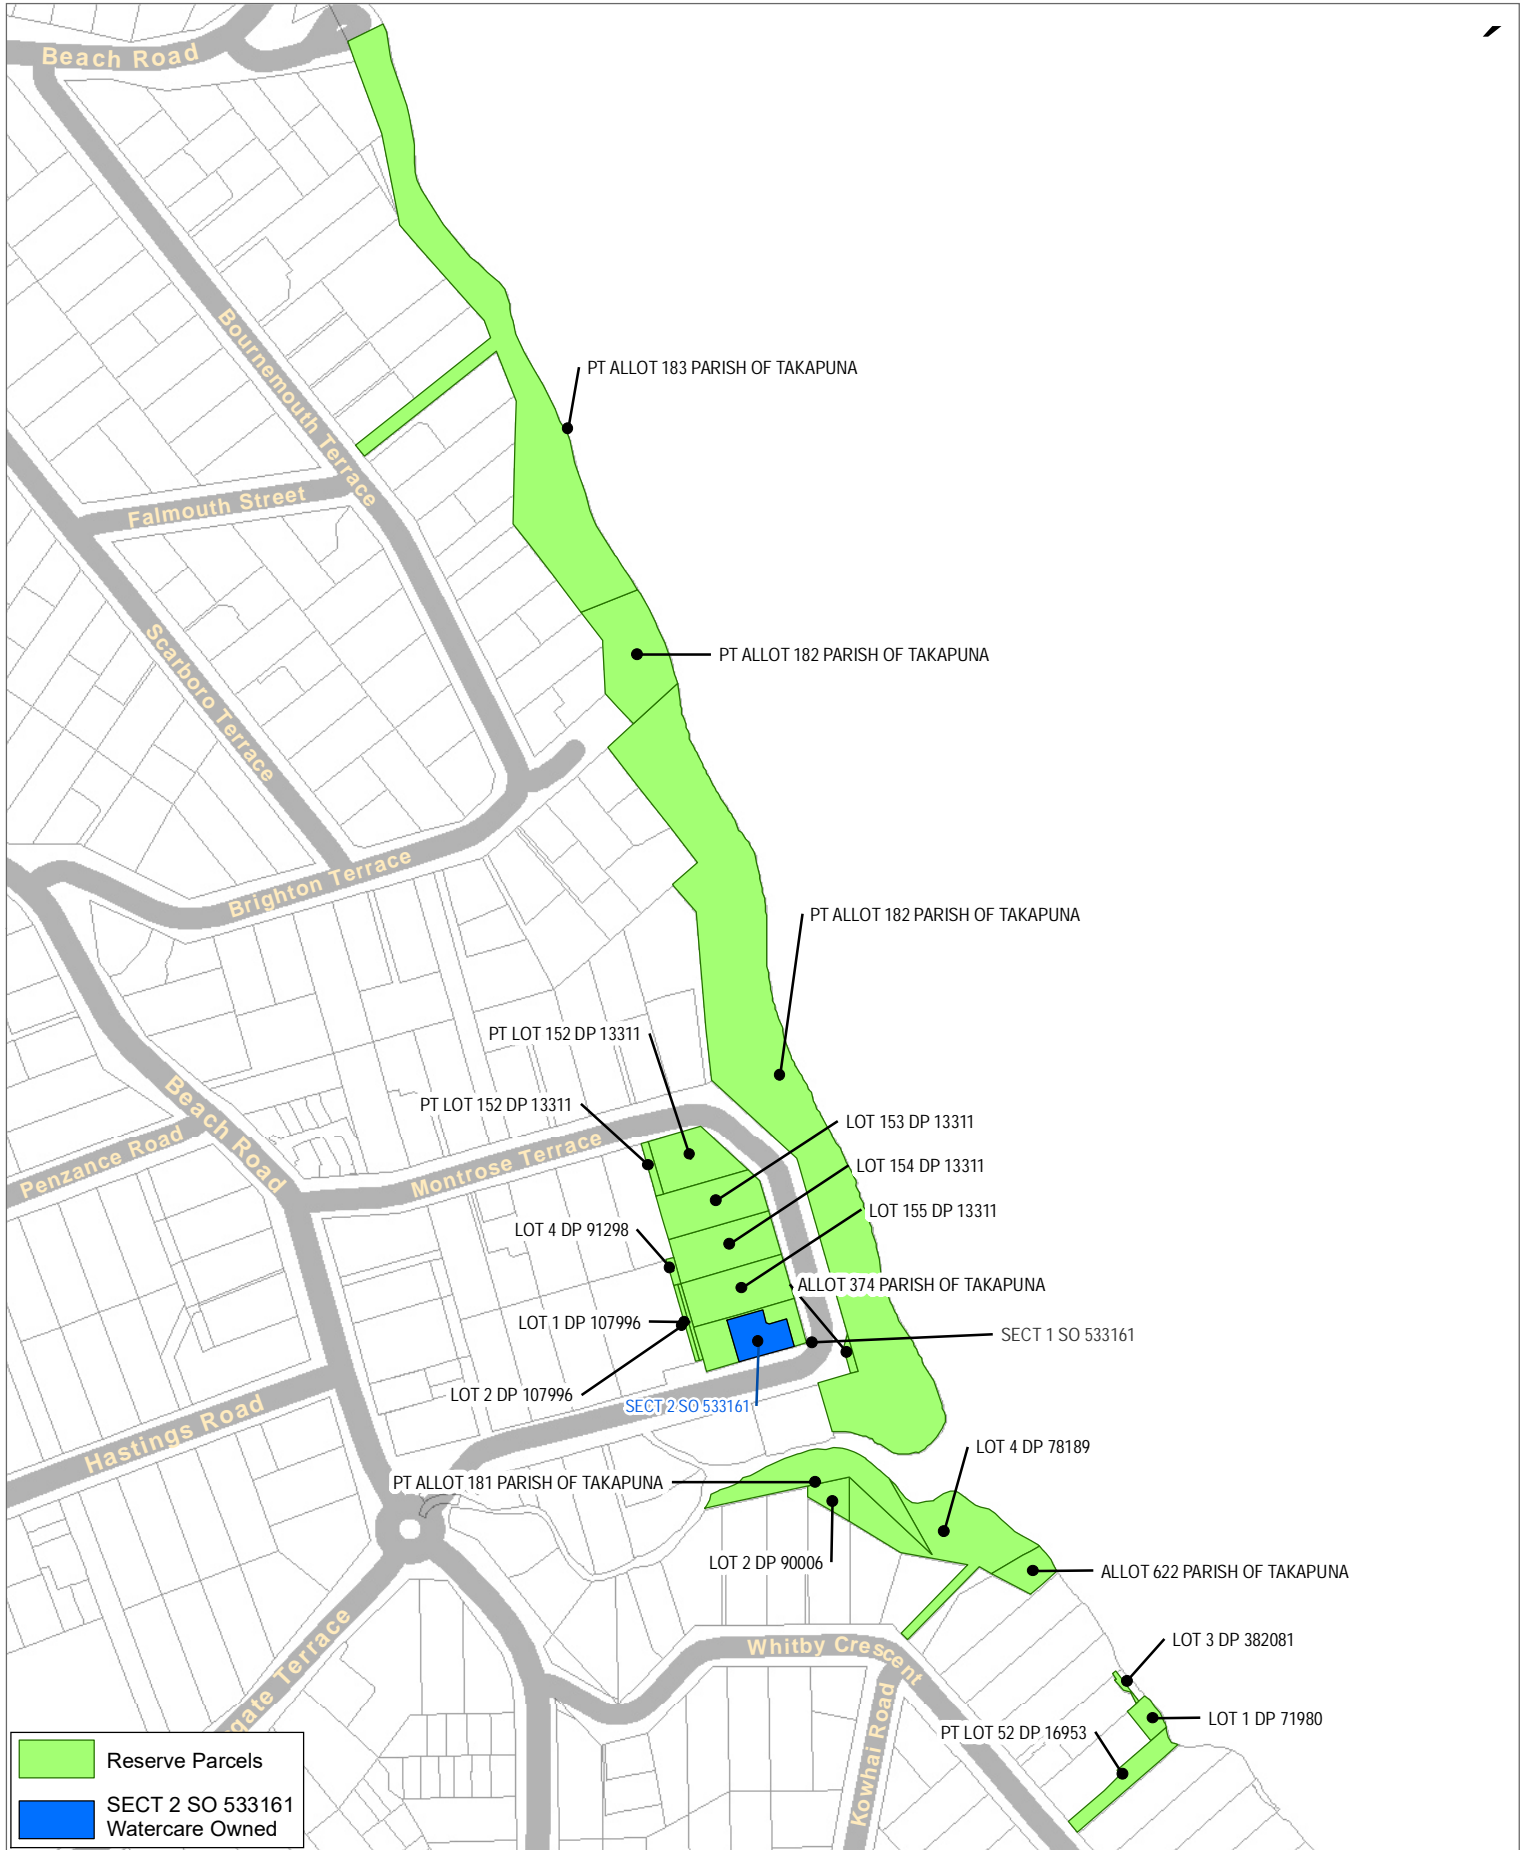 Beach Road
Bournemouth Terrace
PT ALLOT 183 PARISH OF TAKAPUNA
Falmouth Street
Scarboro Terrace
PT ALLOT 182 PARISH OF TAKAPUNA
Brighton Terrace
PT ALLOT 182 PARISH OF TAKAPUNA
PT LOT 152 DP 13311
Beach Road
PT LOT 152 DP 13311
LOT 153 DP 13311
Penzance Road
Montrose Terrace
LOT 154 DP 13311
LOT 155 DP 13311
LOT 4 DP 91298
ALLOT 374 PARISH OF TAKAPUNA
LOT 1 DP 107996
SECT 1 SO 533161
LOT 2 DP 107996
SECT 2 SO 533161
Hastings Road
LOT 4 DP 78189
PT ALLOT 181 PARISH OF TAKAPUNA
LOT 2 DP 90006
ALLOT 622 PARISH OF TAKAPUNA
gate Terrace
Whitby Crescent
LOT 3 DP 382081
Kowhai Road
LOT 1 DP 71980
PT LOT 52 DP 16953
Reserve Parcels
SECT 2 SO 533161
Watercare Owned